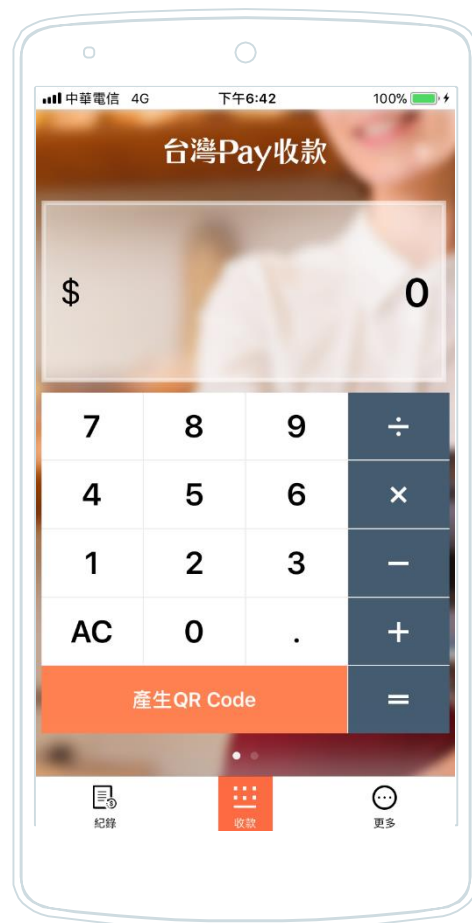 中華電信 4G 下午6:42 100%
台灣Pay收款
$ 0
7 8 9 ÷
4 5 6 ×
1 2 3 −
AC 0 . +
產生QR Code =
紀錄 收款 更多